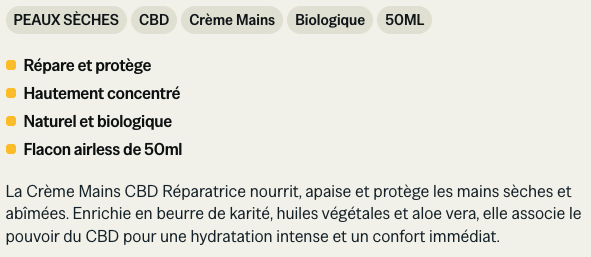 PEAUX SÈCHES CBD Crème Mains Biologique 50ML
Répare et protège
Hautement concentré
Naturel et biologique
Flacon airless de 50ml
La Crème Mains CBD Réparatrice nourrit, apaise et protège les mains sèches et
abîmées. Enrichie en beurre de karité, huiles végétales et aloe vera, elle associe le
pouvoir du CBD pour une hydratation intense et un confort immédiat.